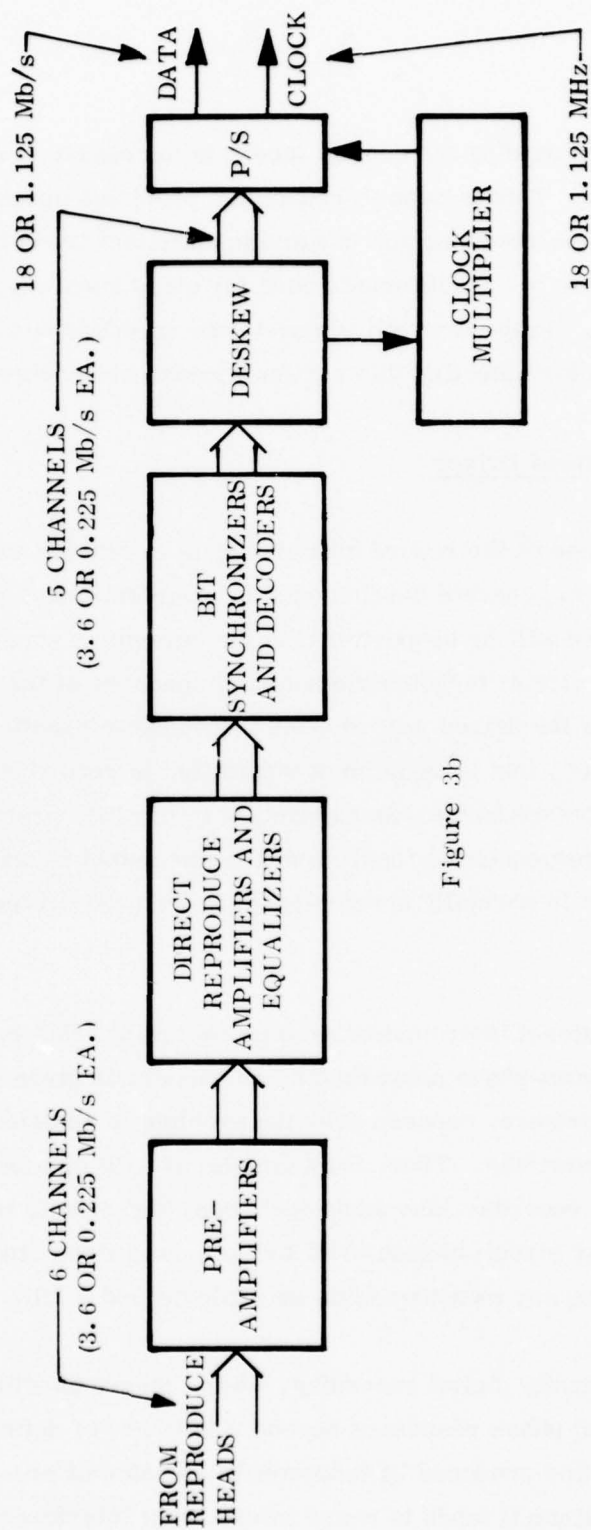 6 CHANNELS
(3.6 OR 0.225 Mb/s EA.)
FROM
REPRODUCE
HEADS
PRE-
AMPLIFIERS
DIRECT
REPRODUCE
AMPLIFIERS AND
EQUALIZERS
BIT
SYNCHRONIZERS
AND DECODERS
DESKEW
5 CHANNELS
(3.6 OR 0.225 Mb/s EA.)
P/S
18 OR 1.125 Mb/s
DATA
CLOCK
CLOCK
MULTIPLIER
18 OR 1.125 MHz
Figure 3b